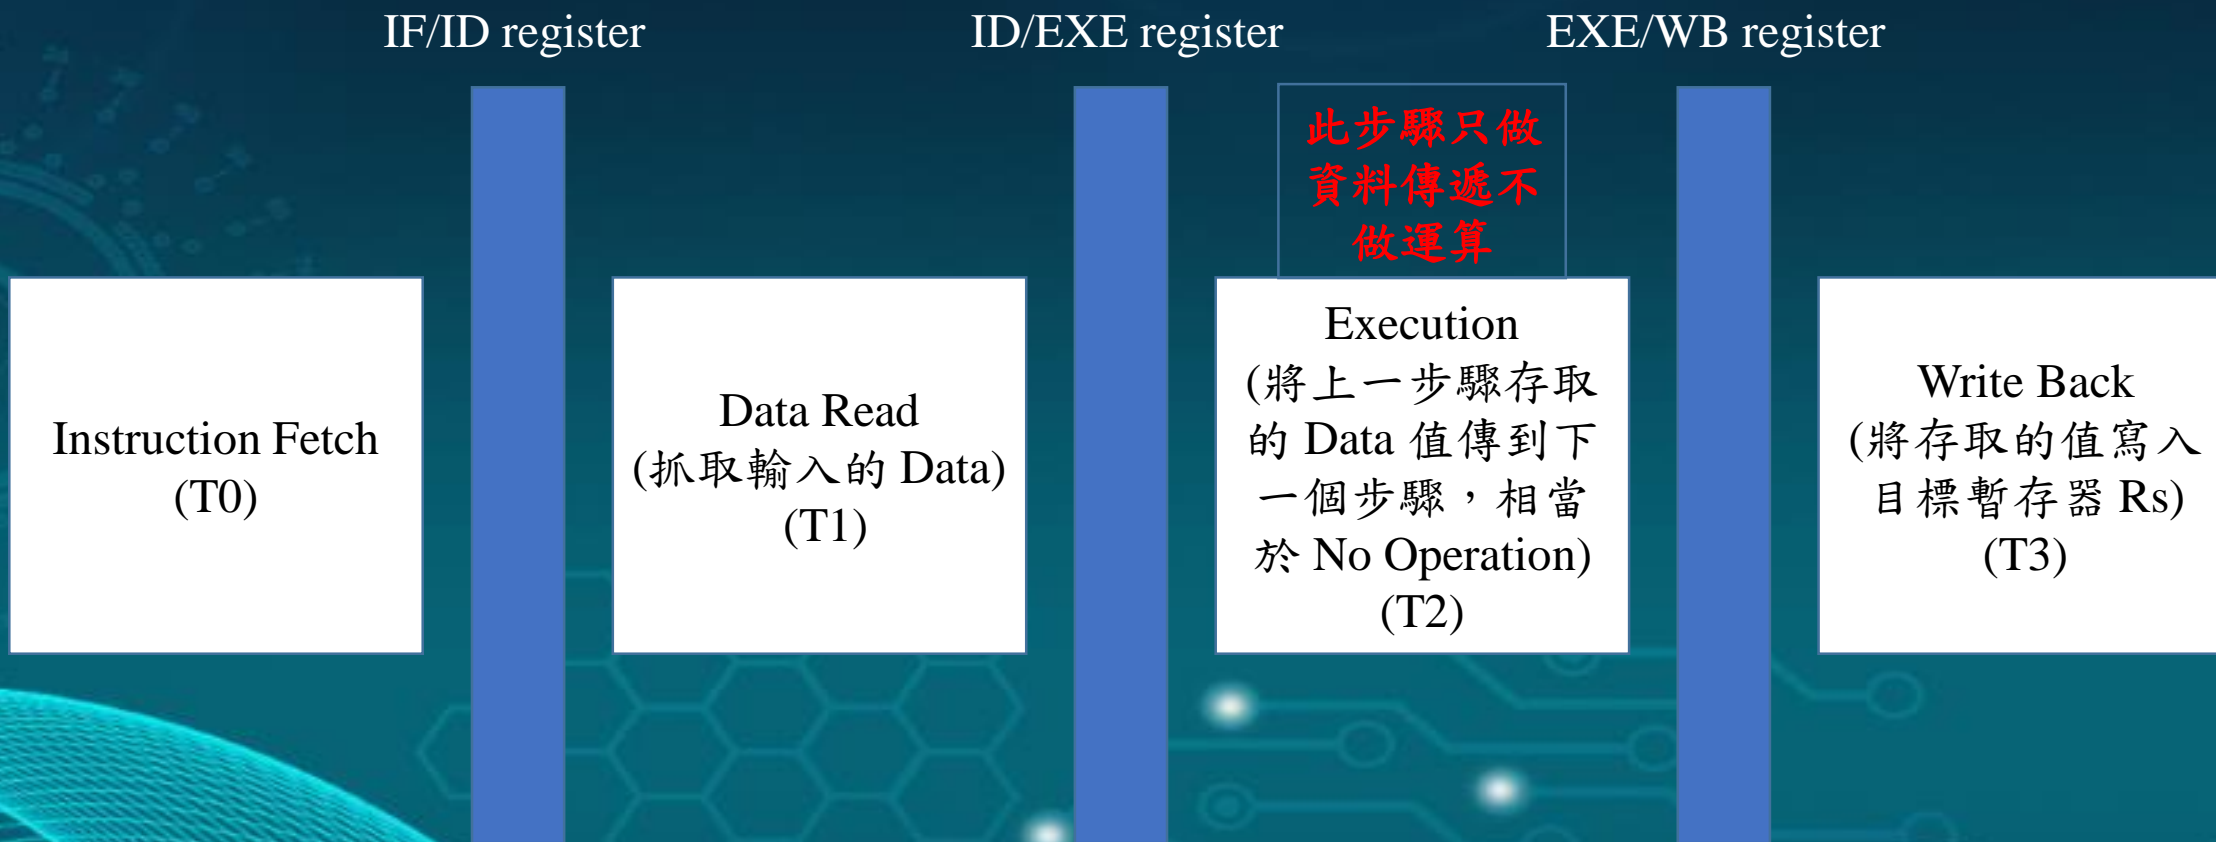 IF/ID register
ID/EXE register
EXE/WB register
此步驟只做
資料傳遞不
做運算
Instruction Fetch
(T0)
Data Read
(抓取輸入的 Data)
(T1)
Execution
(將上一步驟存取
的 Data 值傳到下
一個步驟，相當
於 No Operation)
(T2)
Write Back
(將存取的值寫入
目標暫存器 Rs)
(T3)